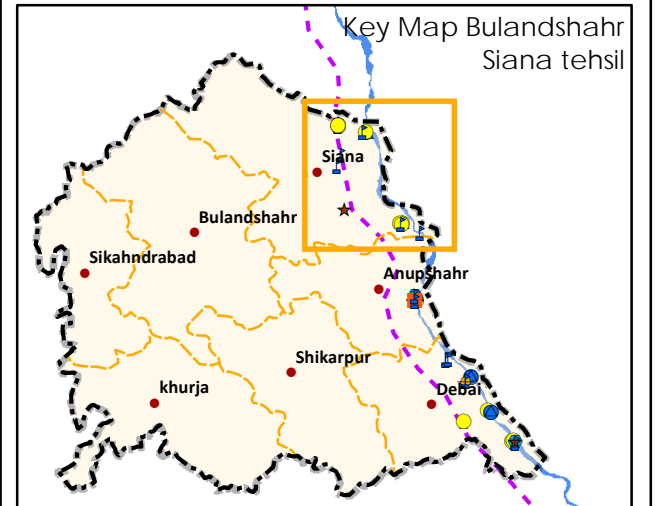 Key Map Bulandshahr
Siana tehsil
Siana
Bulandshahr
Sikahndrabad
Anupshahr
Shikarpur
khurja
Debai